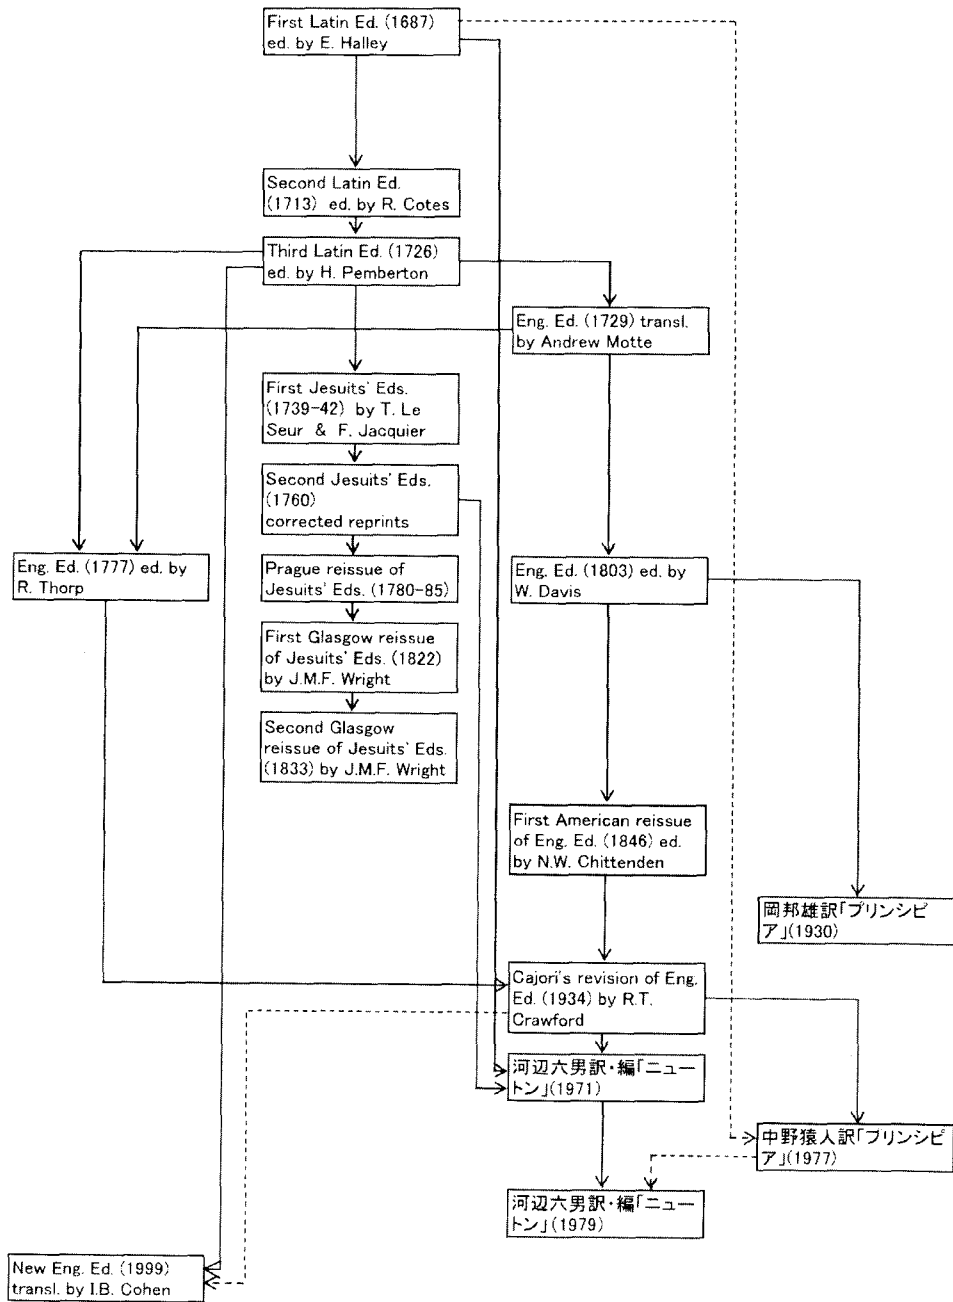 First Latin Ed. (1687)
ed. by E. Halley
Second Latin Ed.
(1713) ed. by R. Cotes
Third Latin Ed. (1726)
ed. by H. Pemberton
Eng. Ed. (1729) transl.
by Andrew Motte
First Jesuits' Eds.
(1739-42) by T. Le
Seur & F. Jacquier
Second Jesuits' Eds.
(1760)
corrected reprints
Eng. Ed. (1777) ed. by
R. Thorp
Prague reissue of
Jesuits' Eds. (1780-85)
Eng. Ed. (1803) ed. by
W. Davis
First Glasgow reissue
of Jesuits' Eds. (1822)
by J.M.F. Wright
Second Glasgow
reissue of Jesuits' Eds.
(1833) by J.M.F. Wright
First American reissue
of Eng. Ed. (1846) ed.
by N.W. Chittenden
岡邦雄訳「プリンシピ
ア」(1930)
Cajori's revision of Eng.
Ed. (1934) by R.T.
Crawford
河辺六男訳・編「ニュー
トン」(1971)
中野猿人訳「プリンシピ
ア」(1977)
河辺六男訳・編「ニュー
トン」(1979)
New Eng. Ed. (1999)
transl. by I.B. Cohen